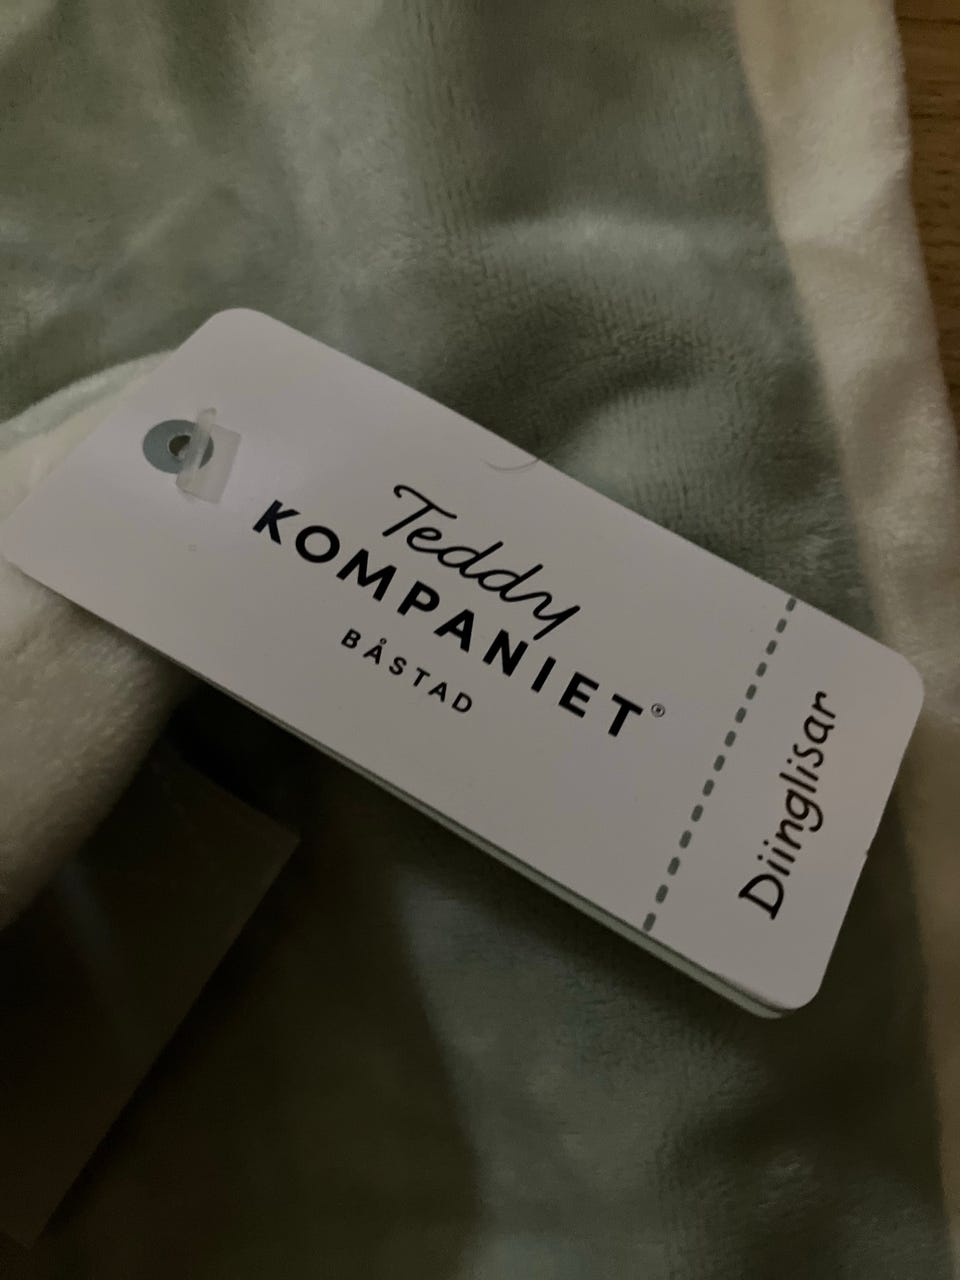 Teddy
KOMPANIET®
BÅSTAD
Diinglisar